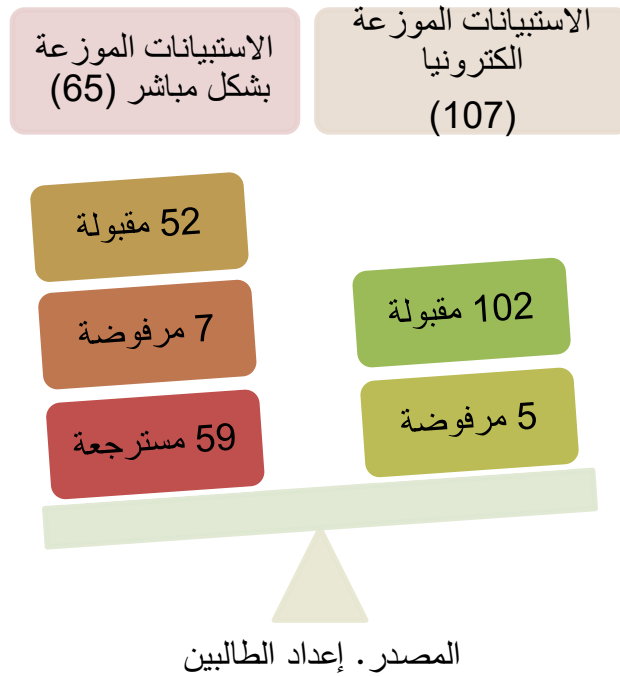 الاستبيانات الموزعة
الكترونيا
(107)
الاستبيانات الموزعة
بشكل مباشر (65)
102 مقبولة
5 مرفوضة
52 مقبولة
7 مرفوضة
59 مسترجعة
المصدر. إعداد الطالبين